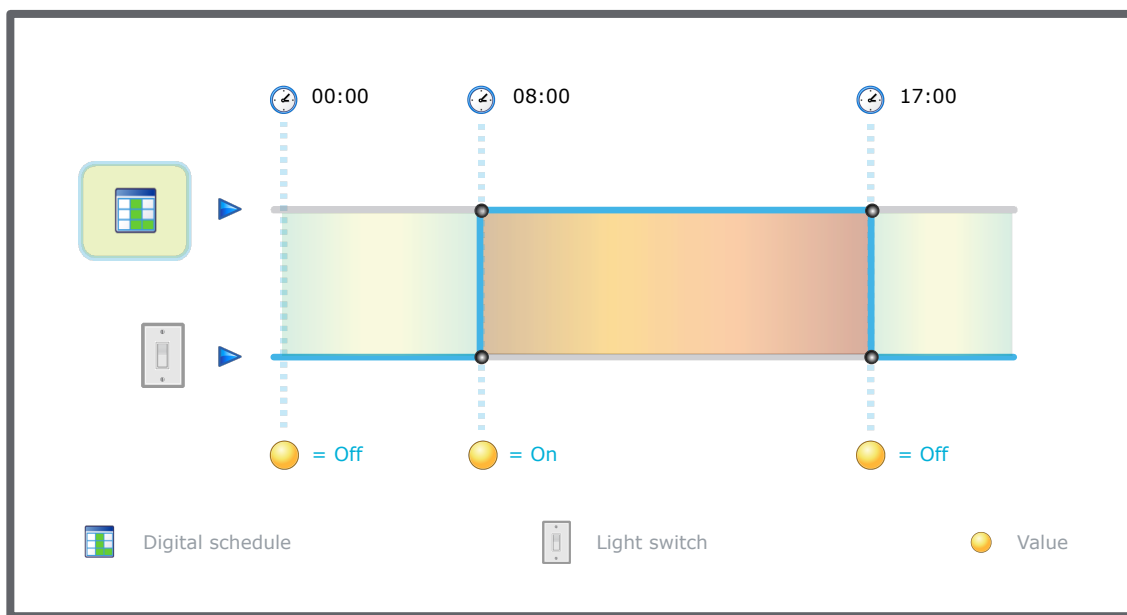 00:00 08:00 17:00
= Off = On = Off
Digital schedule Light switch Value